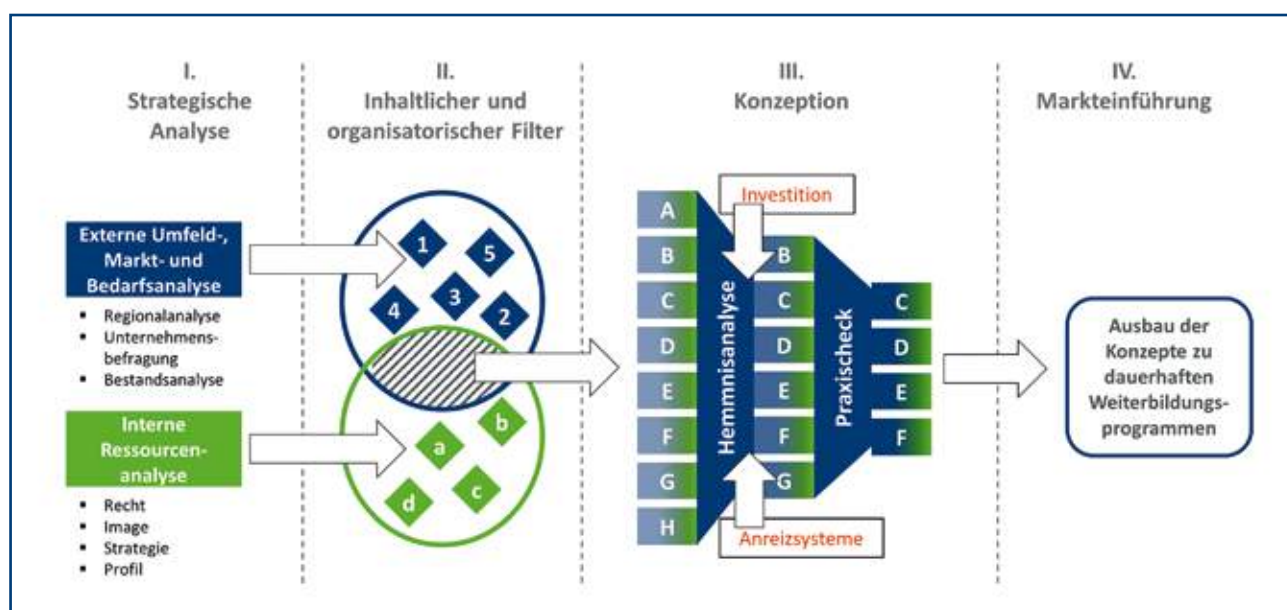 I.
Strategische
Analyse
II.
Inhaltlicher und
organisatorischer Filter
III.
Konzeption
IV.
Markteinführung
Externe Umfeld-,
Markt- und
Bedarfsanalyse
▪ Regionalanalyse
▪ Unternehmens-
befragung
▪ Bestandsanalyse
Interne
Ressourcen-
analyse
▪ Recht
▪ Image
▪ Strategie
▪ Profil
1
5
3
4
2
b
a
c
d
Investition
A
B
C
D
E
F
G
H
Hemmnisanalyse
B
C
D
E
F
G
Anreizsysteme
Praxischeck
C
D
E
F
Ausbau der
Konzepte zu
dauerhaften
Weiterbildungs-
programmen